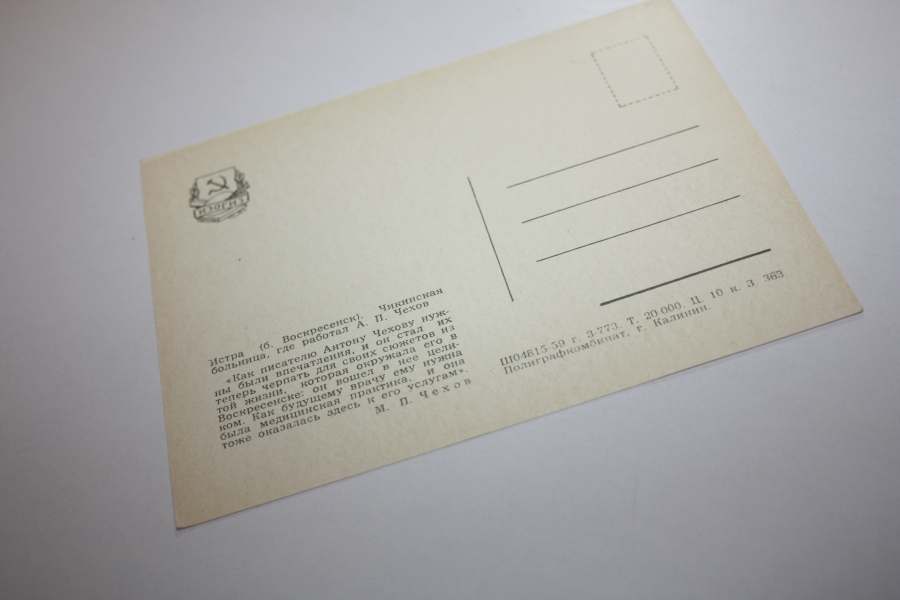 ИЗОГИЗ
Истра (б. Воскресенск). Чикинская
больница, где работал А. П. Чехов
«Как писателю Антону Чехову нуж-
ны были впечатления, и он стал их
теперь черпать для своих сюжетов из
той жизни, которая окружала его в
Воскресенске: он вошел в нее цели-
ком. Как будущему врачу ему нужна
была медицинская практика, и она
тоже оказалась здесь к его услугам».
М. П. Чехов
Ш04815-59 г. 3-773. Т. 20 000. Ц. 10 к. З. 363
Полиграфкомбинат, г. Калинин.